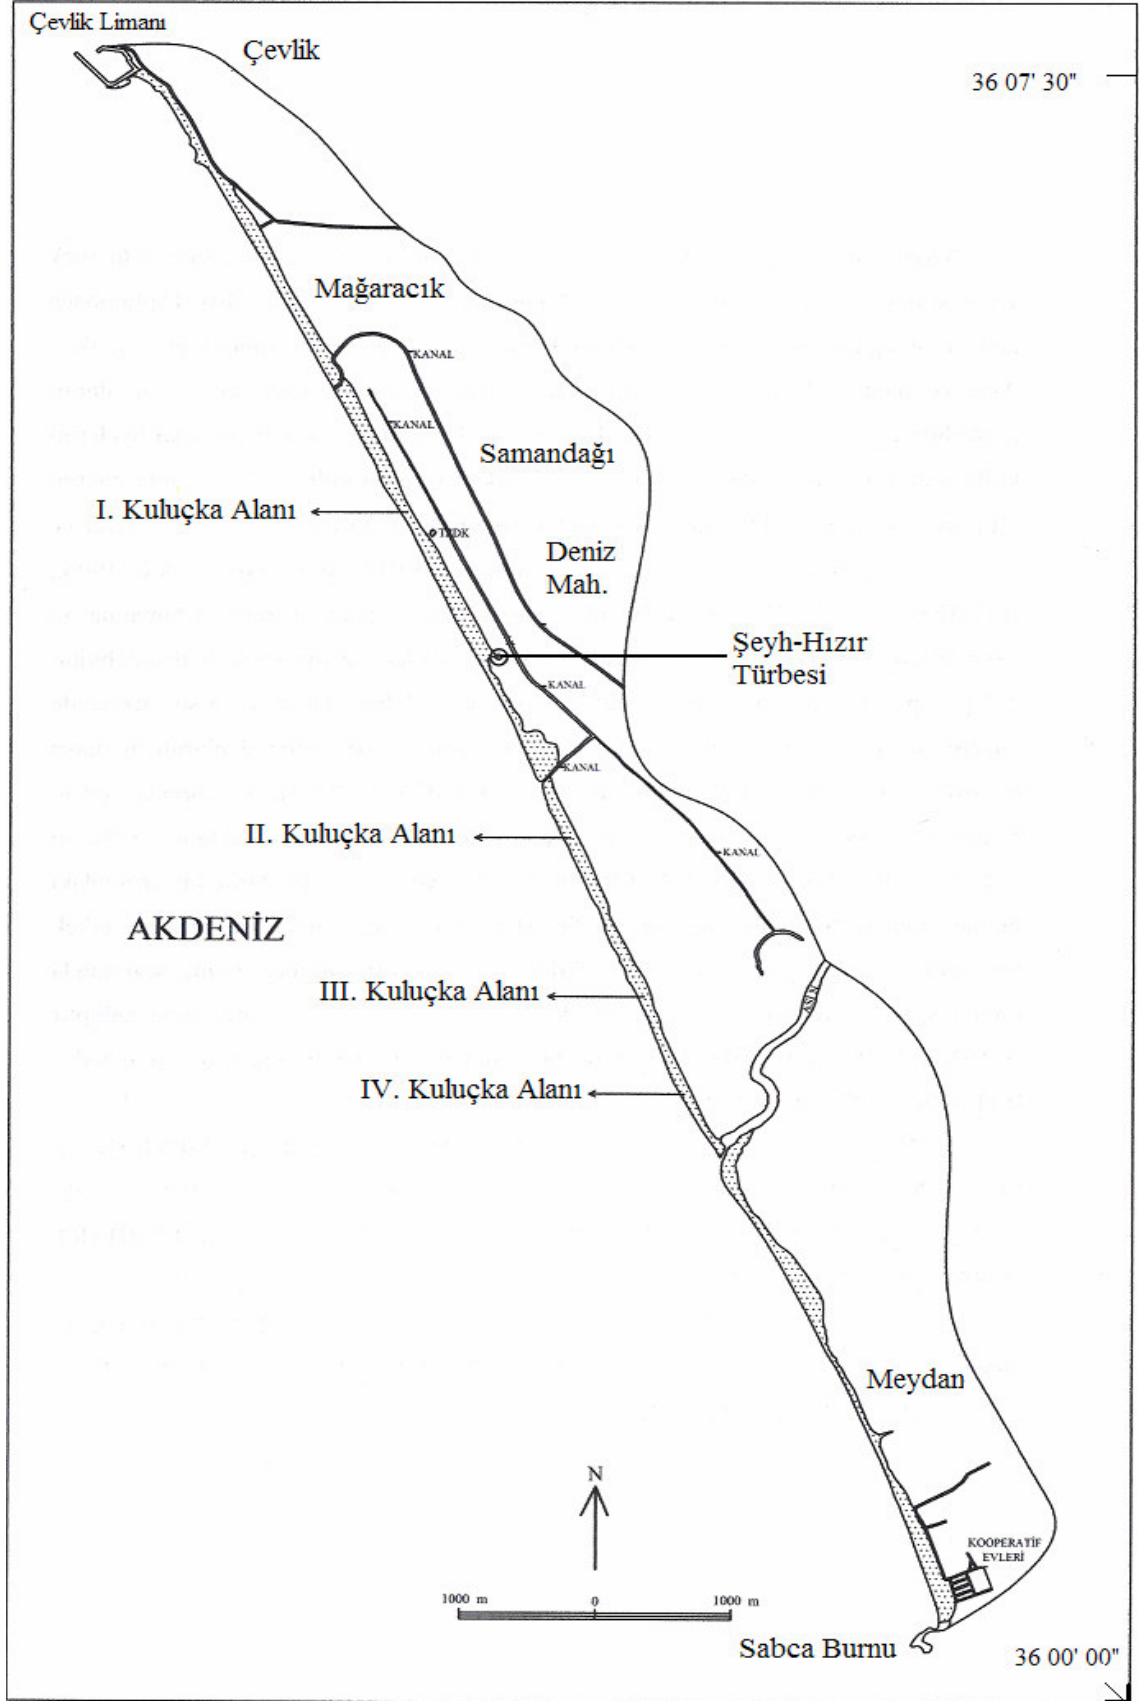 Çevlik Limanı
Çevlik
36 07' 30"
Mağaracık
KANAL
KANAL
Samandağı
I. Kuluçka Alanı
TEDK
Deniz
Mah.
Şeyh-Hızır
Türbesi
KANAL
KANAL
II. Kuluçka Alanı
KANAL
AKDENİZ
III. Kuluçka Alanı
IV. Kuluçka Alanı
Meydan
N
KOOPERATİF
EVLERİ
1000 m 0 1000 m
Sabca Burnu
36 00' 00"